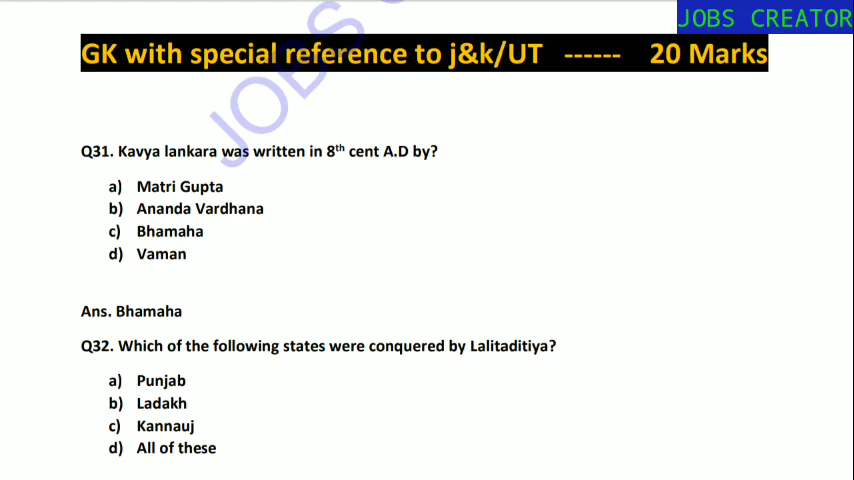 JOBS CREATOR
GK with special reference to j&k/UT ------ 20 Marks
JOBS
Q31. Kavya lankara was written in 8th cent A.D by?
a) Matri Gupta
b) Ananda Vardhana
c) Bhamaha
d) Vaman
Ans. Bhamaha
Q32. Which of the following states were conquered by Lalitaditiya?
a) Punjab
b) Ladakh
c) Kannauj
d) All of these